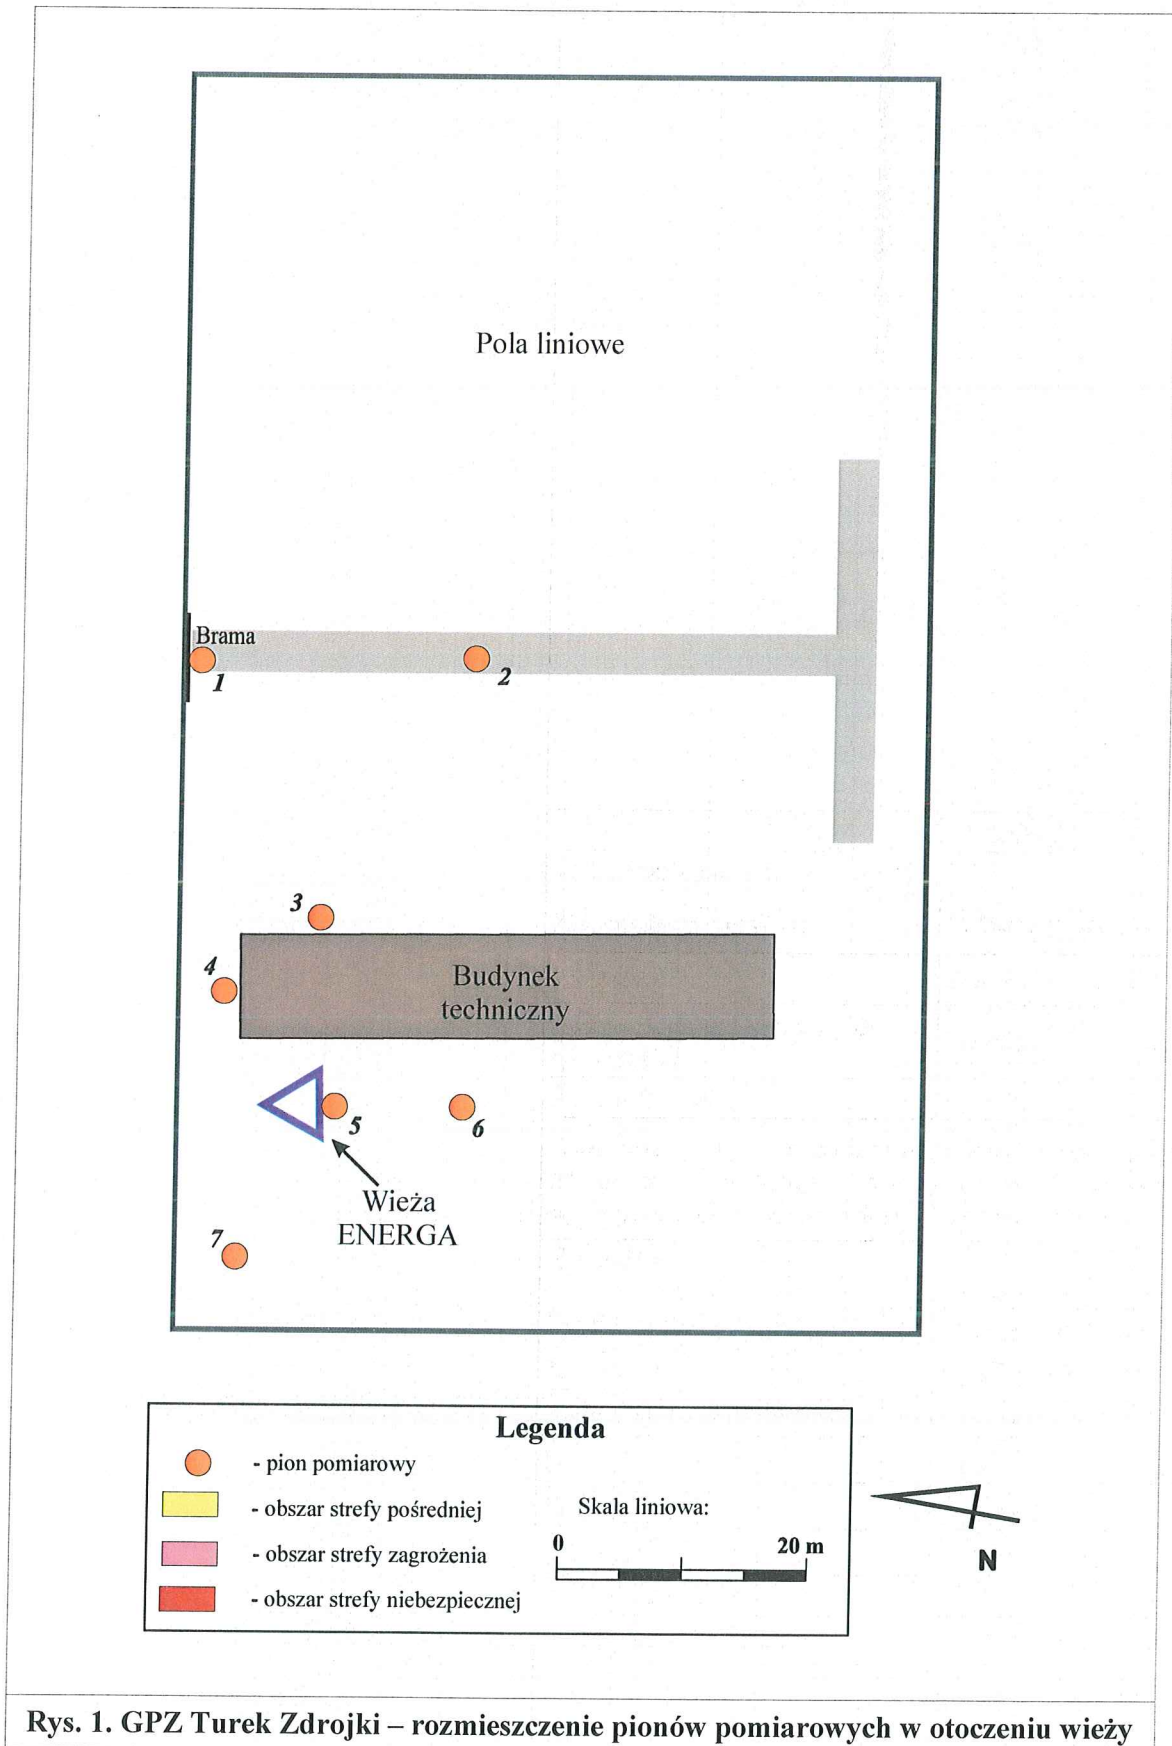 Pola liniowe
Brama
1
2
3
4
Budynek
techniczny
5
6
Wieża
ENERGA
7
Legenda
- pion pomiarowy
- obszar strefy pośredniej
- obszar strefy zagrożenia
- obszar strefy niebezpiecznej
Skala liniowa:
0
20 m
N
Rys. 1. GPZ Turek Zdrojki – rozmieszczenie pionów pomiarowych w otoczeniu wieży